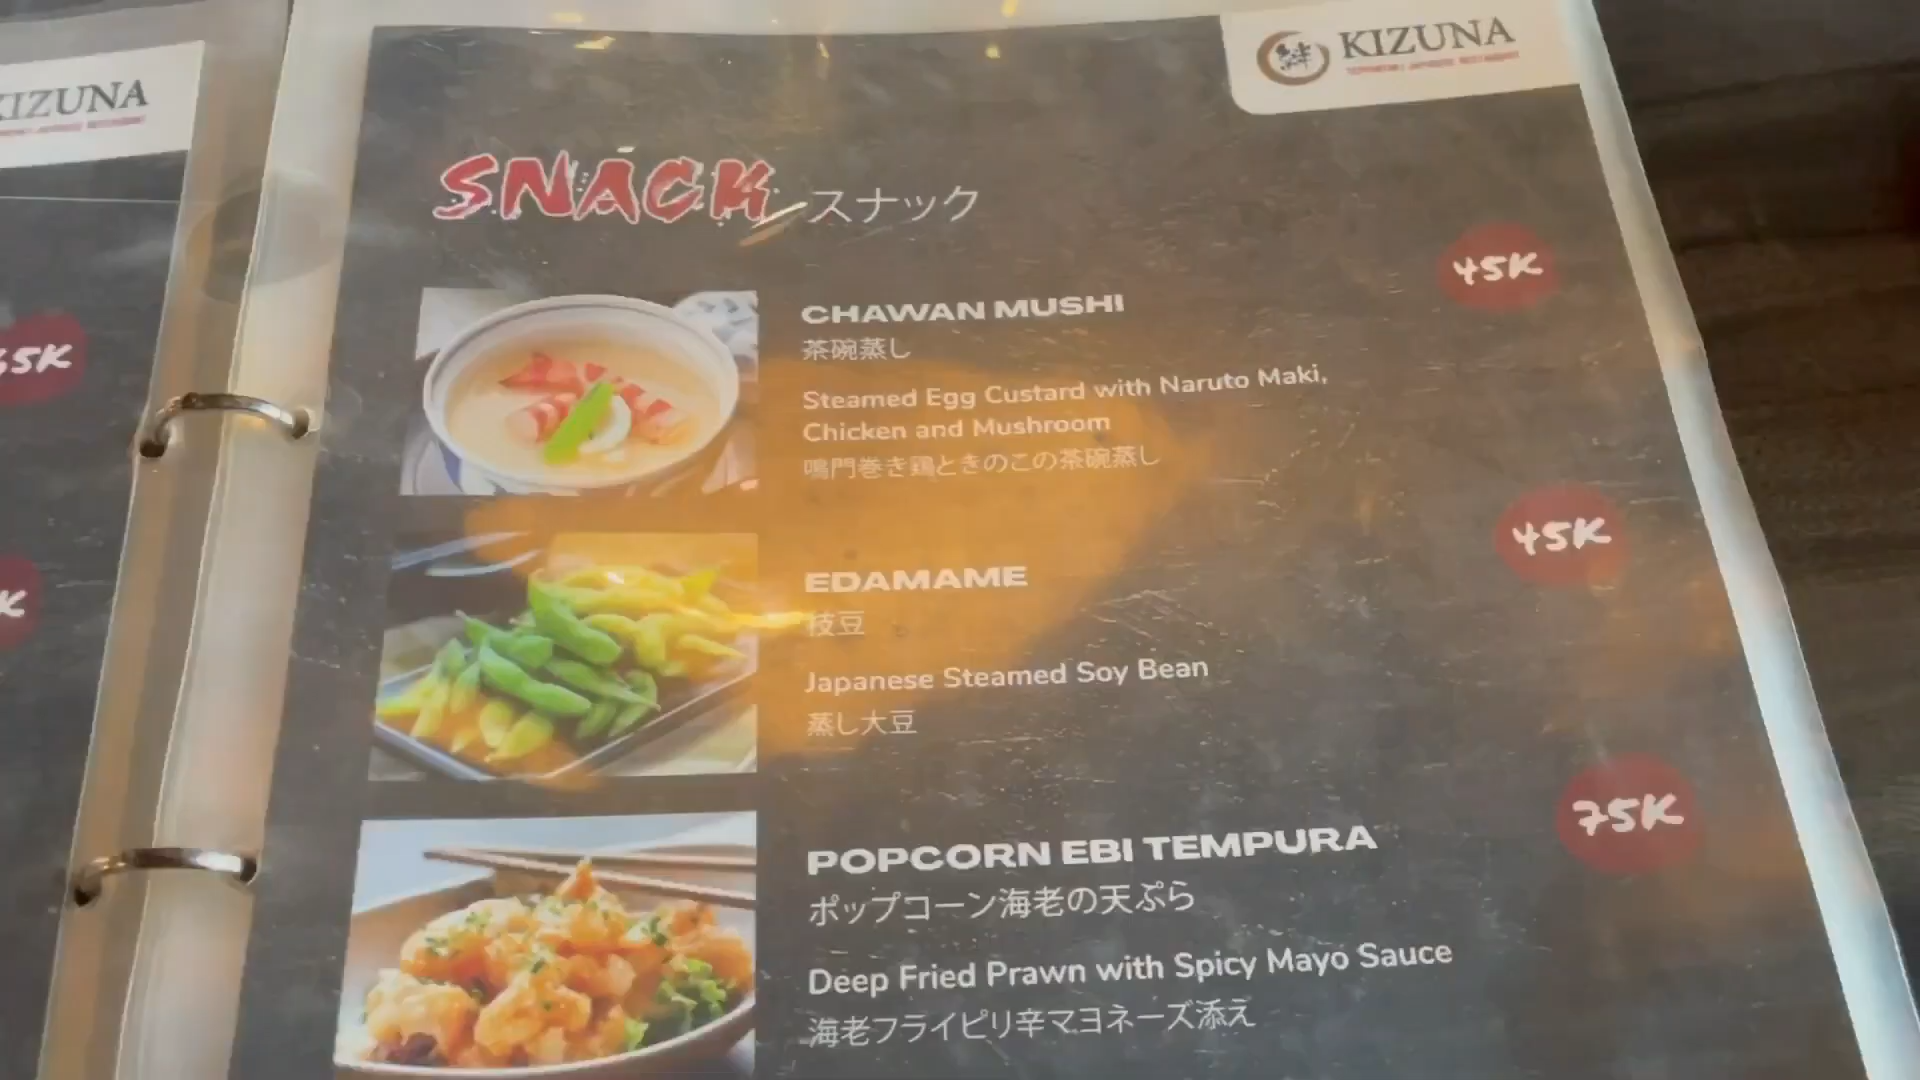 KIZUNA
KIZUNA
絆
SNACK スナック
CHAWAN MUSHI
45K
茶碗蒸し
Steamed Egg Custard with Naruto Maki,
Chicken and Mushroom
鳴門巻き鶏ときのこの茶碗蒸し
EDAMAME
45K
枝豆
Japanese Steamed Soy Bean
蒸し大豆
POPCORN EBI TEMPURA
75K
ポップコーン海老の天ぷら
Deep Fried Prawn with Spicy Mayo Sauce
海老フライピリ辛マヨネーズ添え